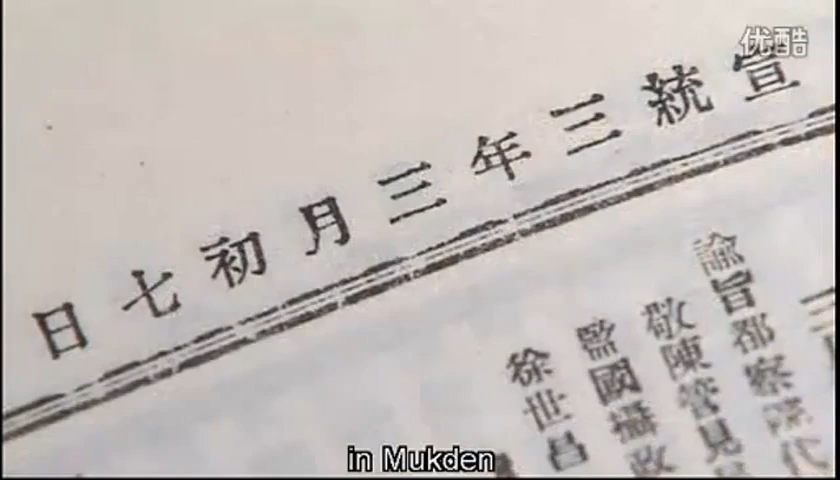 优酷
宣統三年三月初七日
諭旨都察院代
敬陳管見
監國攝政
徐世昌
in Mukden